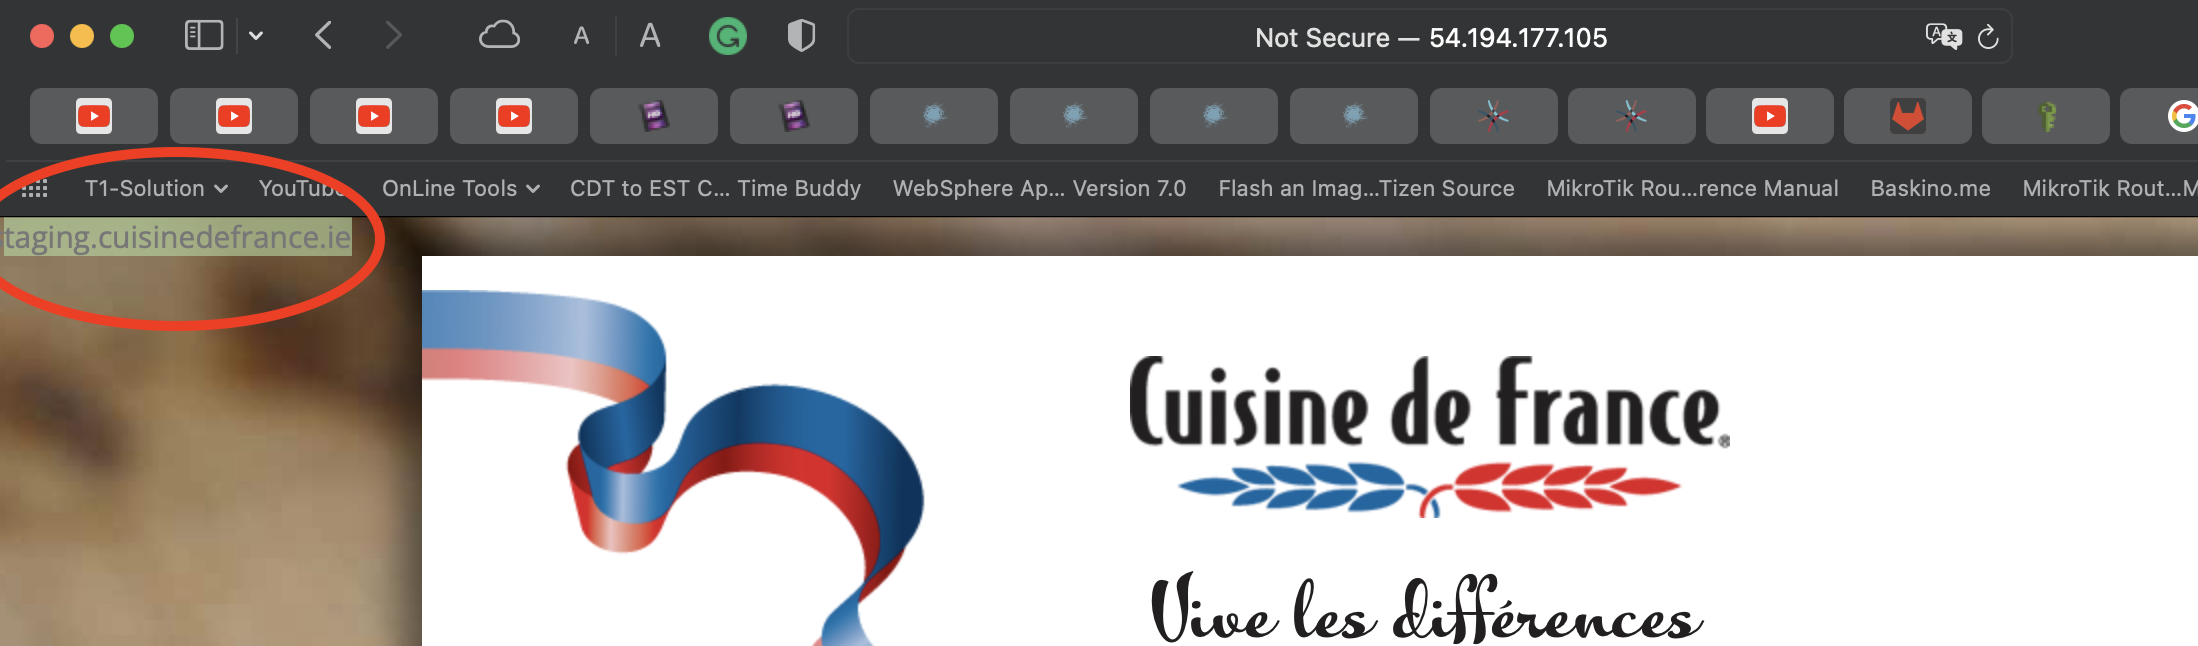 A A Not Secure — 54.194.177.105
T1-Solution YouTube OnLine Tools CDT to EST C... Time Buddy WebSphere Ap... Version 7.0 Flash an Imag...Tizen Source MikroTik Rou...rence Manual Baskino.me MikroTik Rout...M
taging.cuisinedefrance.ie
Cuisine de france®
Vive les différences